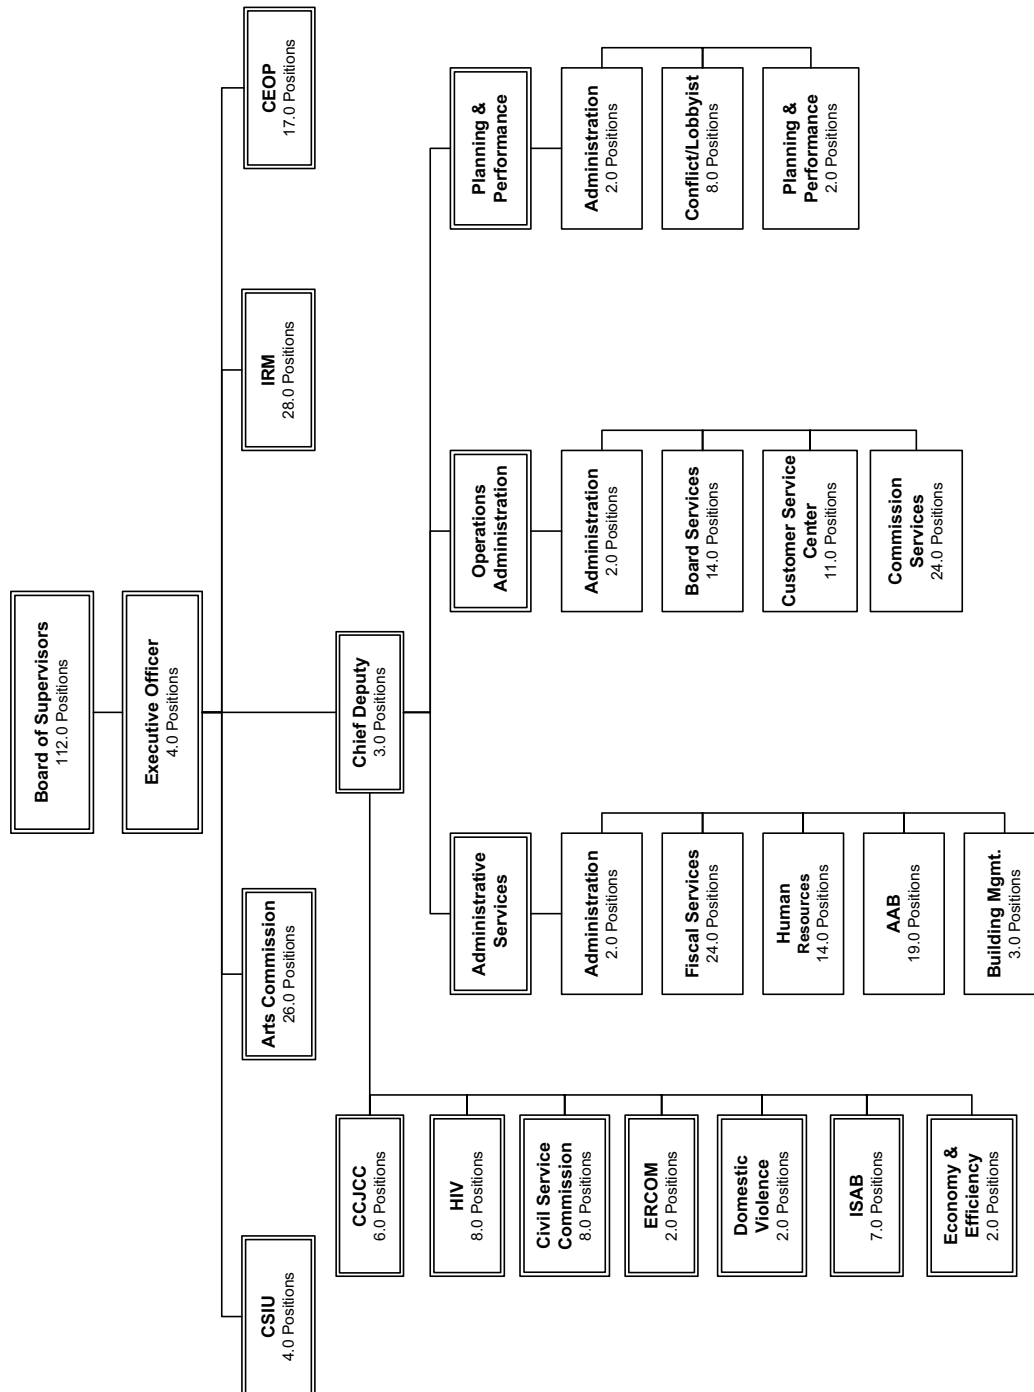 Board of Supervisors
112.0 Positions
Executive Officer
4.0 Positions
CSIU
4.0 Positions
Arts Commission
26.0 Positions
IRM
28.0 Positions
CEOP
17.0 Positions
Chief Deputy
3.0 Positions
CCJCC
6.0 Positions
HIV
8.0 Positions
Civil Service
Commission
8.0 Positions
ERCOM
2.0 Positions
Domestic
Violence
2.0 Positions
ISAB
7.0 Positions
Economy &
Efficiency
2.0 Positions
Administrative
Services
Administration
2.0 Positions
Fiscal Services
24.0 Positions
Human
Resources
14.0 Positions
AAB
19.0 Positions
Building Mgmt.
3.0 Positions
Operations
Administration
Administration
2.0 Positions
Board Services
14.0 Positions
Customer Service
Center
11.0 Positions
Commission
Services
24.0 Positions
Planning &
Performance
Administration
2.0 Positions
Conflict/Lobbyist
8.0 Positions
Planning &
Performance
2.0 Positions